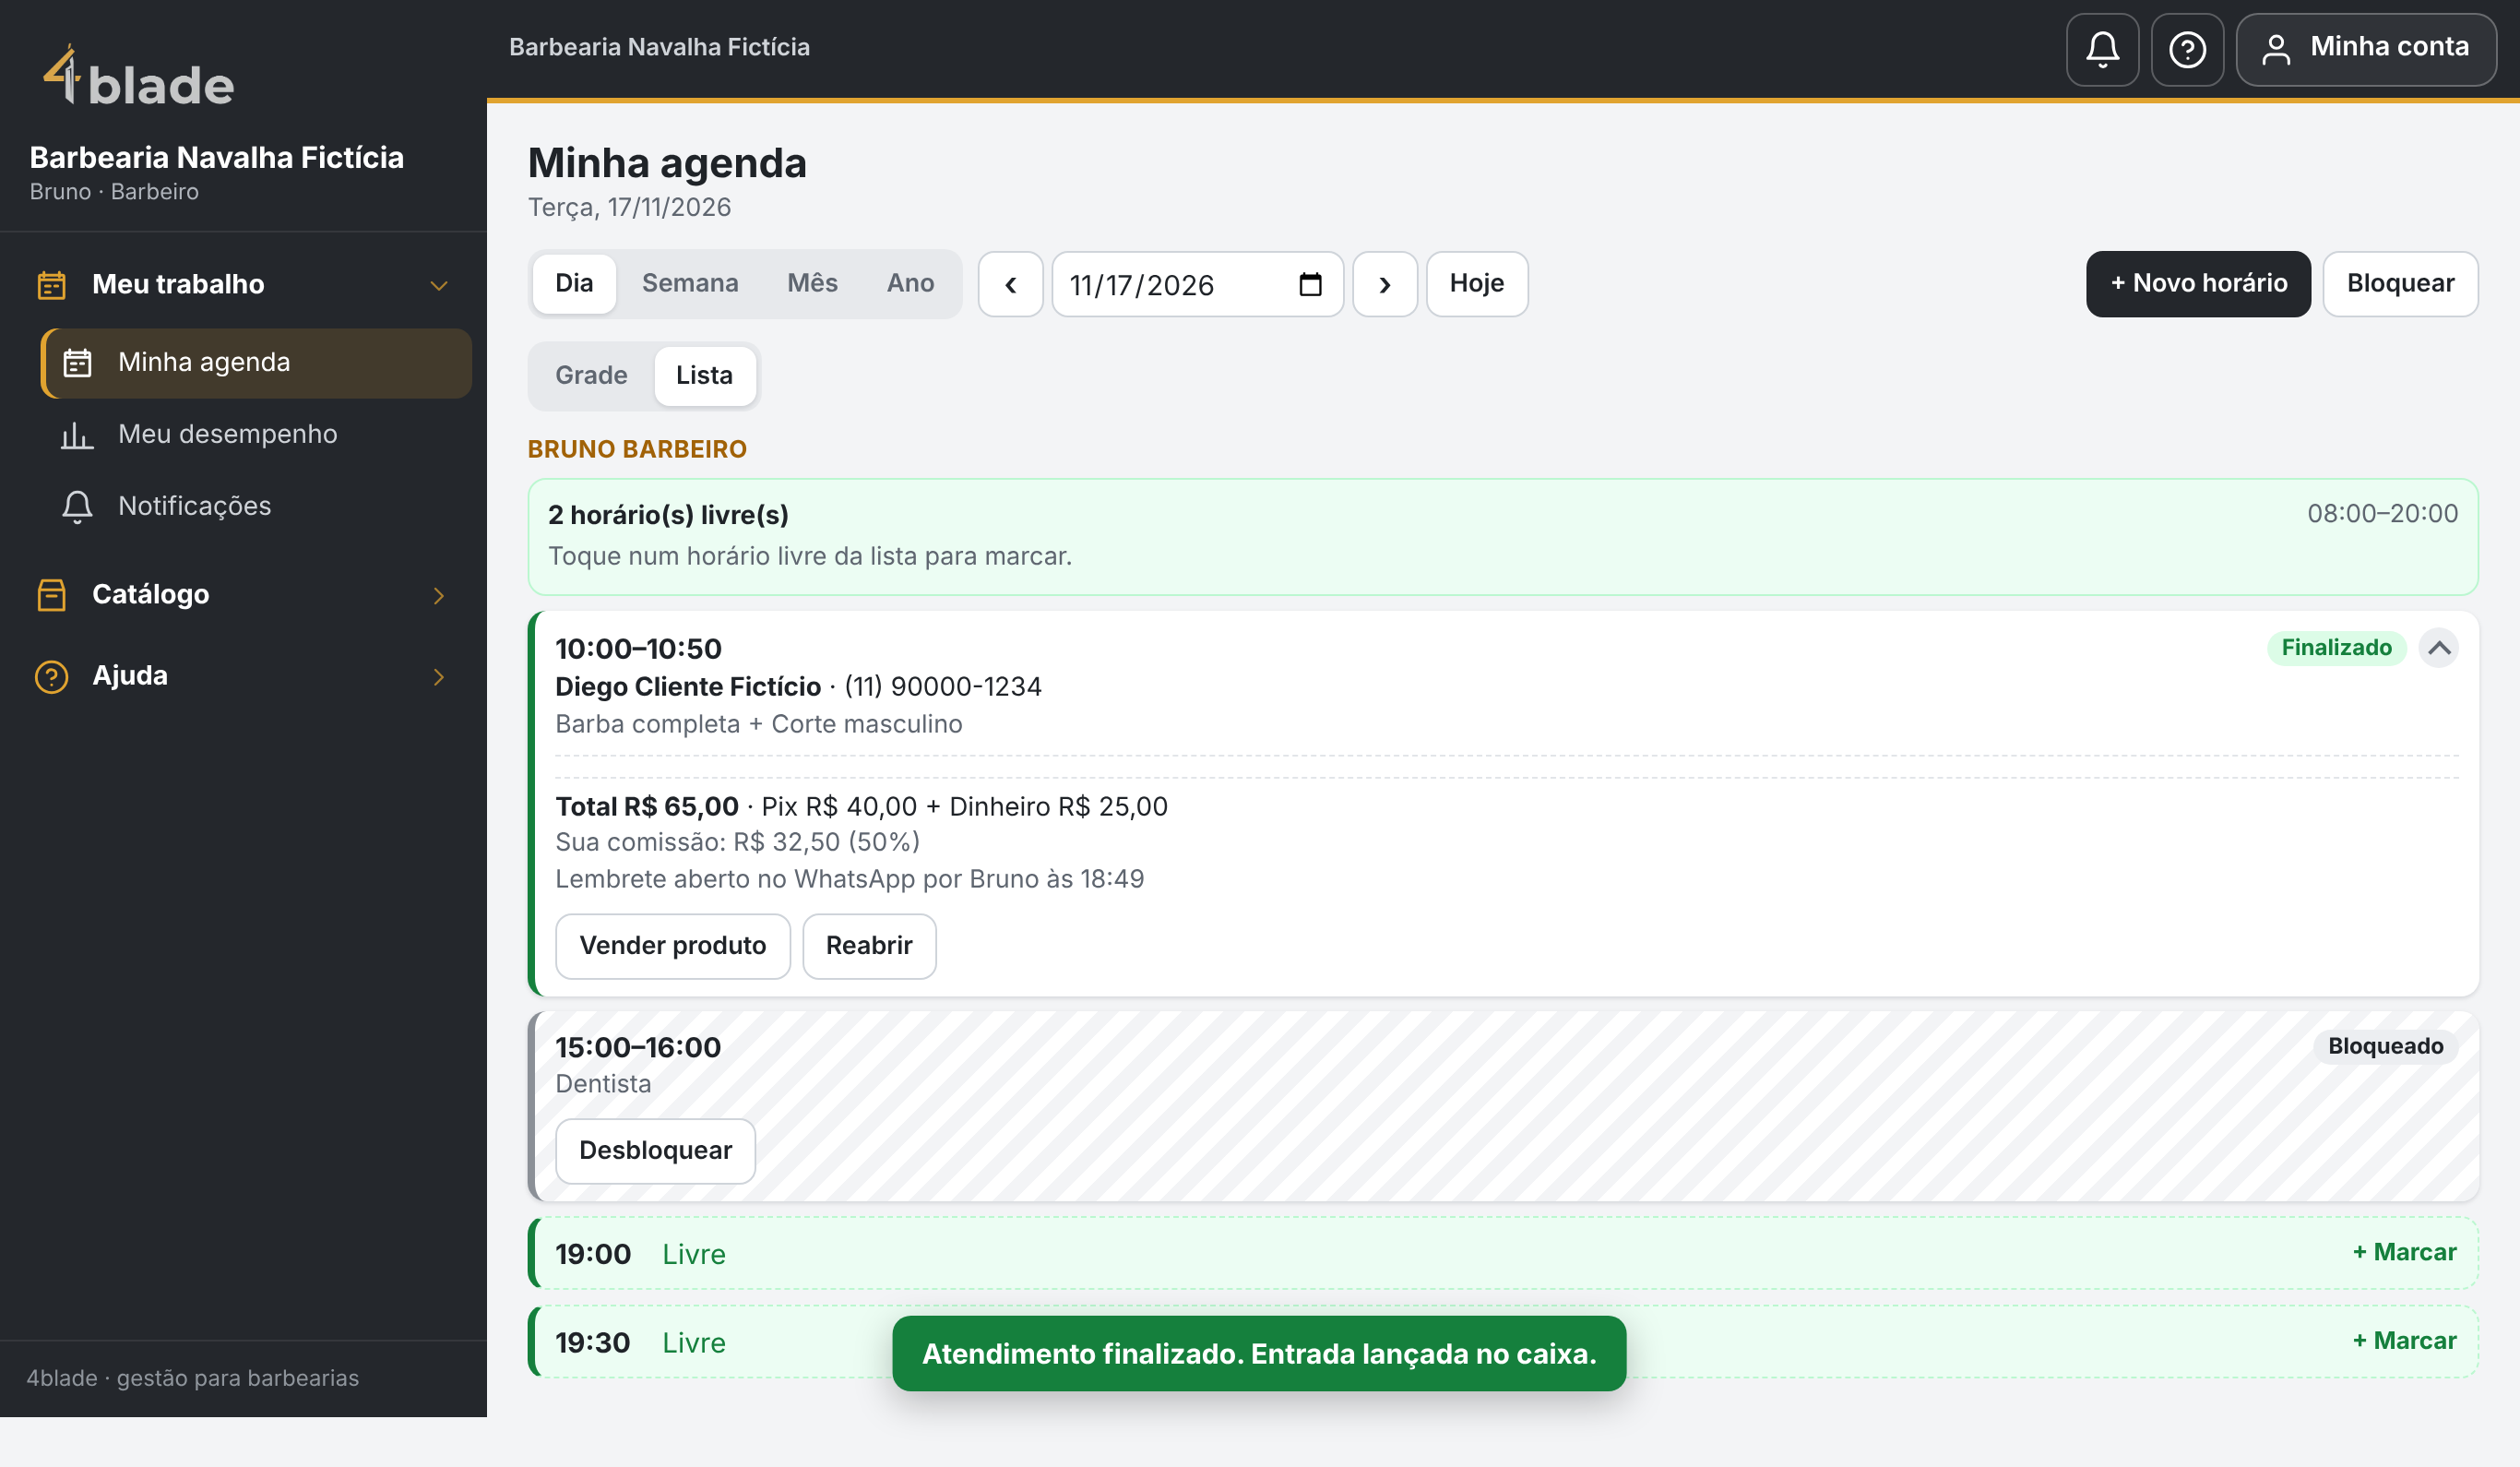 4blade
Barbearia Navalha Fictícia
Bruno · Barbeiro
Meu trabalho
Minha agenda
Meu desempenho
Notificações
Catálogo
Ajuda
4blade · gestão para barbearias
Barbearia Navalha Fictícia
Minha conta
Minha agenda
Terça, 17/11/2026
Dia Semana Mês Ano ‹ 11/17/2026 › Hoje + Novo horário Bloquear
Grade Lista
BRUNO BARBEIRO
2 horário(s) livre(s) 08:00–20:00
Toque num horário livre da lista para marcar.
10:00–10:50 Finalizado
Diego Cliente Fictício · (11) 90000-1234
Barba completa + Corte masculino
Total R$ 65,00 · Pix R$ 40,00 + Dinheiro R$ 25,00
Sua comissão: R$ 32,50 (50%)
Lembrete aberto no WhatsApp por Bruno às 18:49
Vender produto Reabrir
15:00–16:00 Bloqueado
Dentista
Desbloquear
19:00 Livre + Marcar
19:30 Livre + Marcar
Atendimento finalizado. Entrada lançada no caixa.